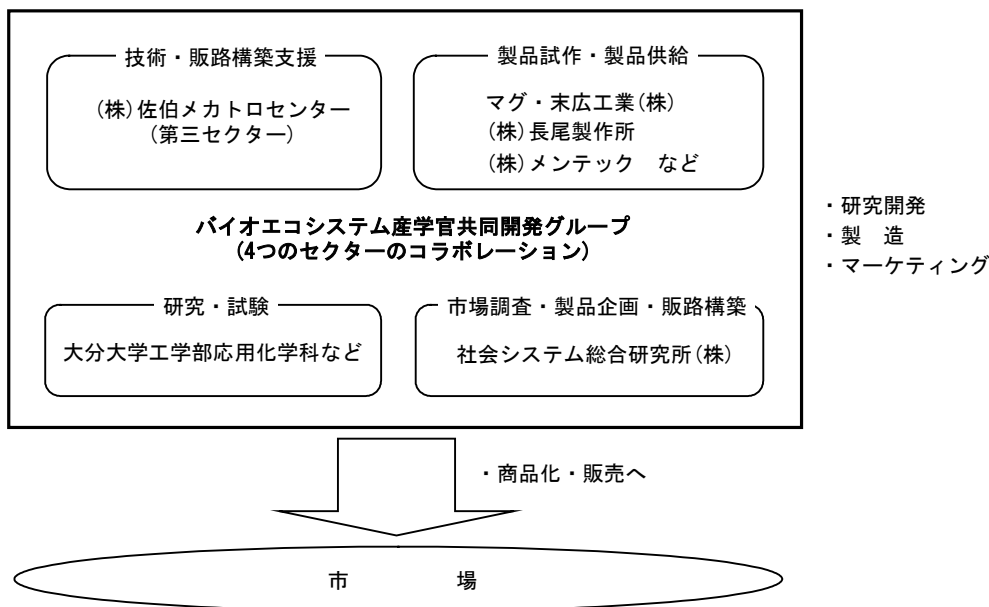 技術・販路構築支援
(株)佐伯メカトロセンター
(第三セクター)
製品試作・製品供給
マグ・末広工業(株)
(株)長尾製作所
(株)メンテック　など
バイオエコシステム産学官共同開発グループ
(4つのセクターのコラボレーション)
研究・試験
大分大学工学部応用化学科など
市場調査・製品企画・販路構築
社会システム総合研究所(株)
・研究開発
・製　造
・マーケティング
・商品化・販売へ
市　　　場